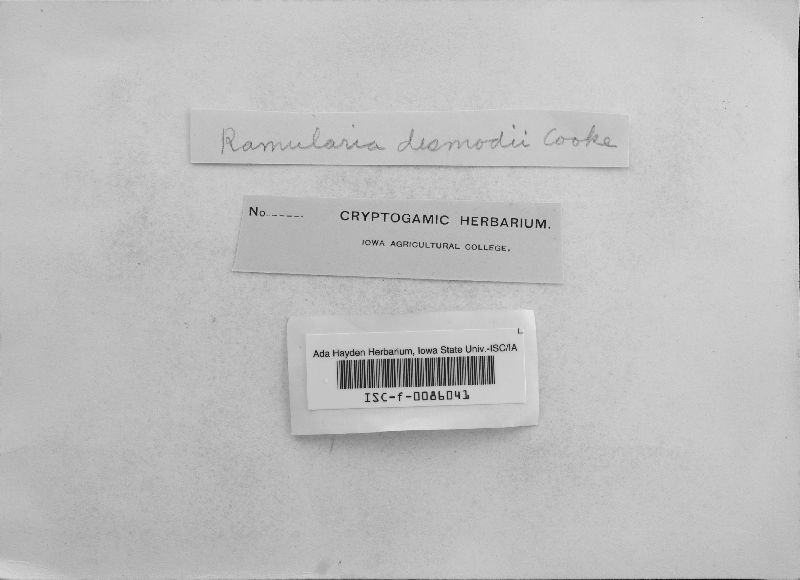 Ramularia desmodii Cooke
No. CRYPTOGAMIC HERBARIUM.
IOWA AGRICULTURAL COLLEGE.
L
Ada Hayden Herbarium, Iowa State Univ.-ISC/IA
ISC-f-0086041